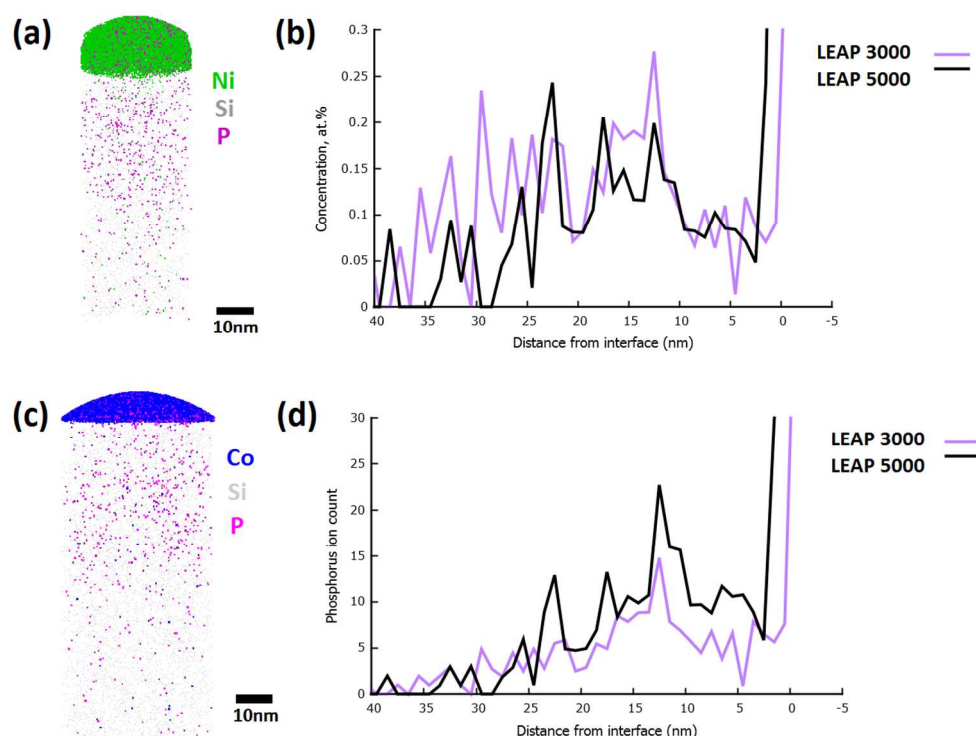 (a)
Ni
Si
P
10nm
(b)
LEAP 3000
LEAP 5000
0.3
0.25
0.2
0.15
0.1
0.05
0
Concentration, at.%
40 35 30 25 20 15 10 5 0 -5
Distance from interface (nm)
(c)
Co
Si
P
10nm
(d)
LEAP 3000
LEAP 5000
30
25
20
15
10
5
0
Phosphorus ion count
40 35 30 25 20 15 10 5 0 -5
Distance from interface (nm)